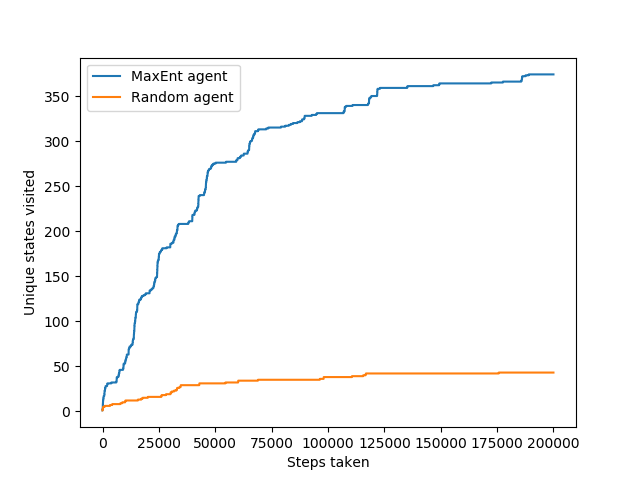 MaxEnt agent
Random agent
350
300
250
200
150
100
50
0
Unique states visited
0 25000 50000 75000 100000 125000 150000 175000 200000
Steps taken